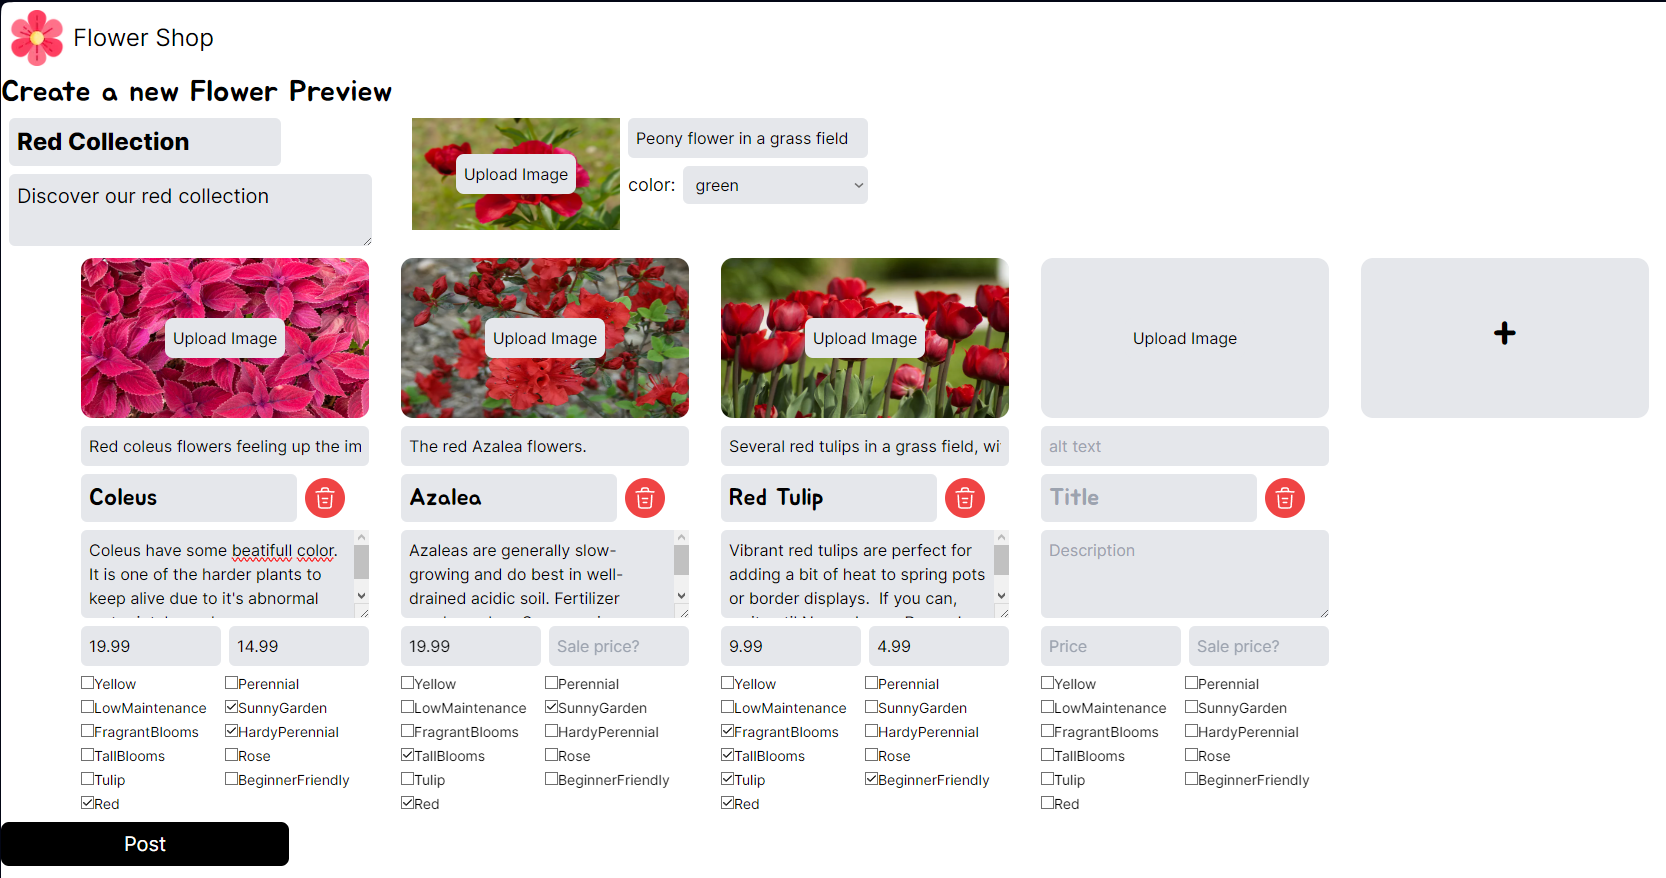 Flower Shop
Create a new Flower Preview
Red Collection
Discover our red collection
Upload Image
Peony flower in a grass field
color:
green
Upload Image
Upload Image
Upload Image
Upload Image
+
Red coleus flowers feeling up the im
The red Azalea flowers.
Several red tulips in a grass field, wi
alt text
Coleus
Azalea
Red Tulip
Title
Coleus have some beatifull color.
It is one of the harder plants to
keep alive due to it's abnormal
Azaleas are generally slow-
growing and do best in well-
drained acidic soil. Fertilizer
Vibrant red tulips are perfect for
adding a bit of heat to spring pots
or border displays.  If you can,
Description
19.99
14.99
19.99
Sale price?
9.99
4.99
Price
Sale price?
Yellow
Perennial
LowMaintenance
SunnyGarden
FragrantBlooms
HardyPerennial
TallBlooms
Rose
Tulip
BeginnerFriendly
Red
Yellow
Perennial
LowMaintenance
SunnyGarden
FragrantBlooms
HardyPerennial
TallBlooms
Rose
Tulip
BeginnerFriendly
Red
Yellow
Perennial
LowMaintenance
SunnyGarden
FragrantBlooms
HardyPerennial
TallBlooms
Rose
Tulip
BeginnerFriendly
Red
Yellow
Perennial
LowMaintenance
SunnyGarden
FragrantBlooms
HardyPerennial
TallBlooms
Rose
Tulip
BeginnerFriendly
Red
Post